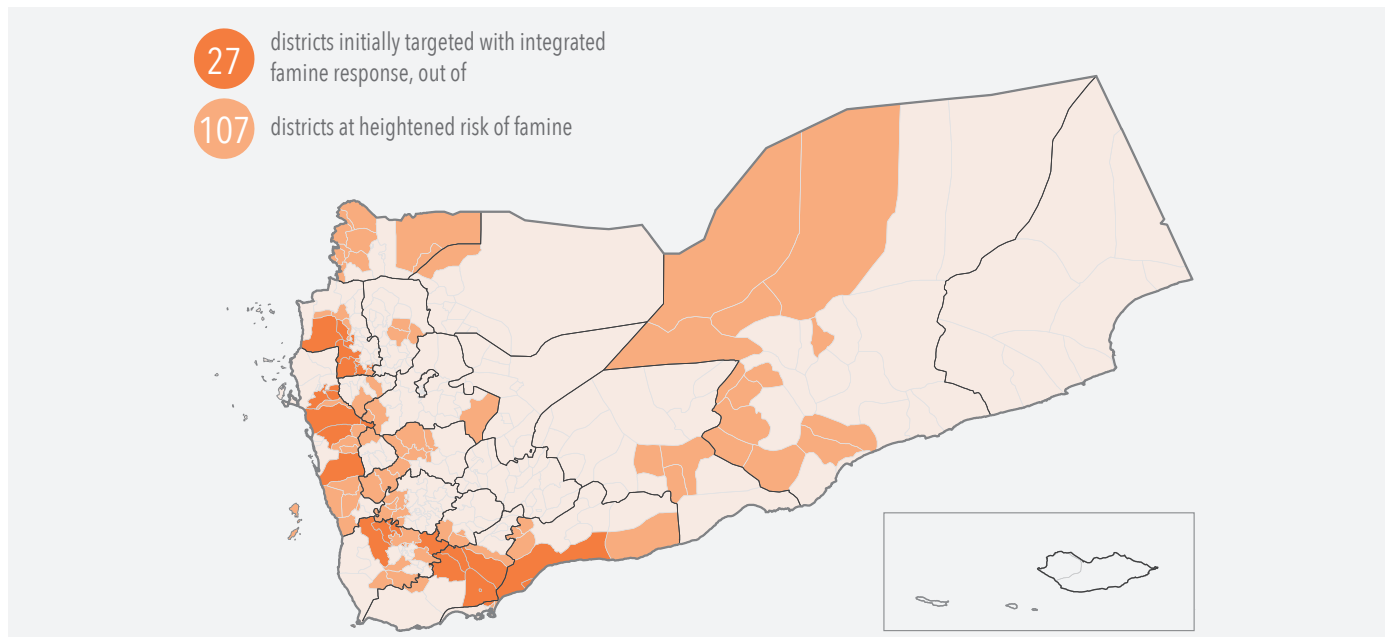 27
districts initially targeted with integrated
famine response, out of
107
districts at heightened risk of famine